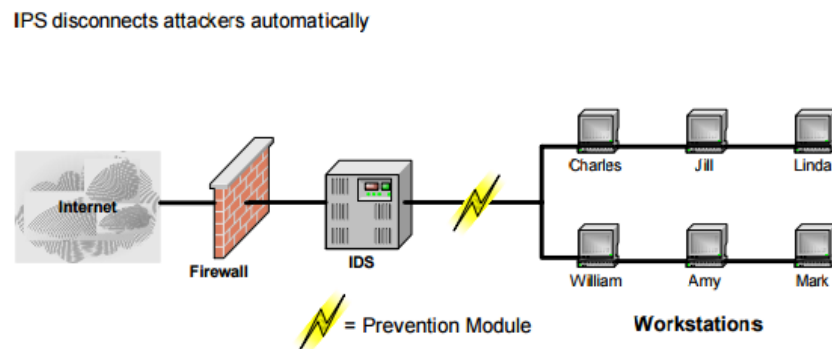 IPS disconnects attackers automatically
Charles Jill Linda
Internet
Firewall IDS
William Amy Mark
= Prevention Module Workstations